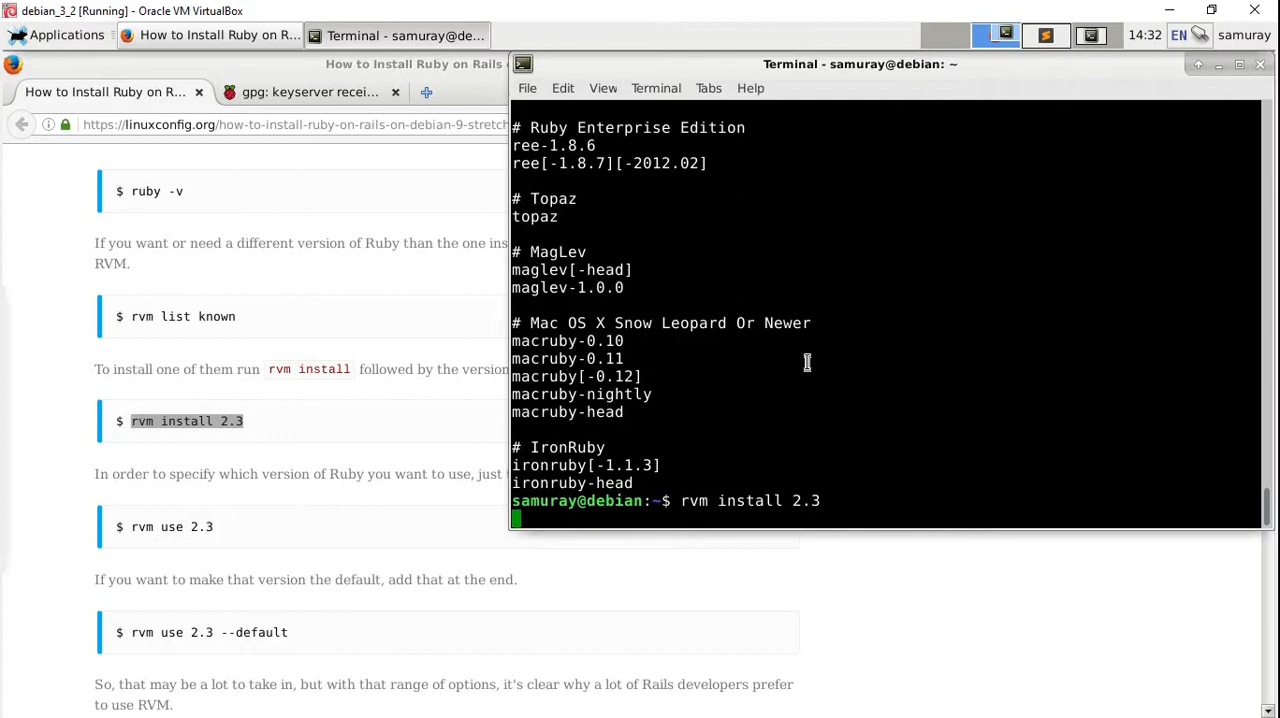 debian_3_2 [Running] - Oracle VM VirtualBox
Applications
How to Install Ruby on R...
Terminal - samuray@de...
14:32
EN
samuray
How to Install Ruby on Rails
How to Install Ruby on R...
gpg: keyserver recei...
https://linuxconfig.org/how-to-install-ruby-on-rails-on-debian-9-stretch
$ ruby -v
If you want or need a different version of Ruby than the one ins
RVM.
$ rvm list known
To install one of them run rvm install followed by the version
$ rvm install 2.3
In order to specify which version of Ruby you want to use, just
$ rvm use 2.3
If you want to make that version the default, add that at the end.
$ rvm use 2.3 --default
So, that may be a lot to take in, but with that range of options, it's clear why a lot of Rails developers prefer
to use RVM.
Terminal - samuray@debian: ~
File Edit View Terminal Tabs Help
# Ruby Enterprise Edition
ree-1.8.6
ree[-1.8.7][-2012.02]
# Topaz
topaz
# MagLev
maglev[-head]
maglev-1.0.0
# Mac OS X Snow Leopard Or Newer
macruby-0.10
macruby-0.11
macruby[-0.12]
macruby-nightly
macruby-head
# IronRuby
ironruby[-1.1.3]
ironruby-head
samuray@debian:~$ rvm install 2.3